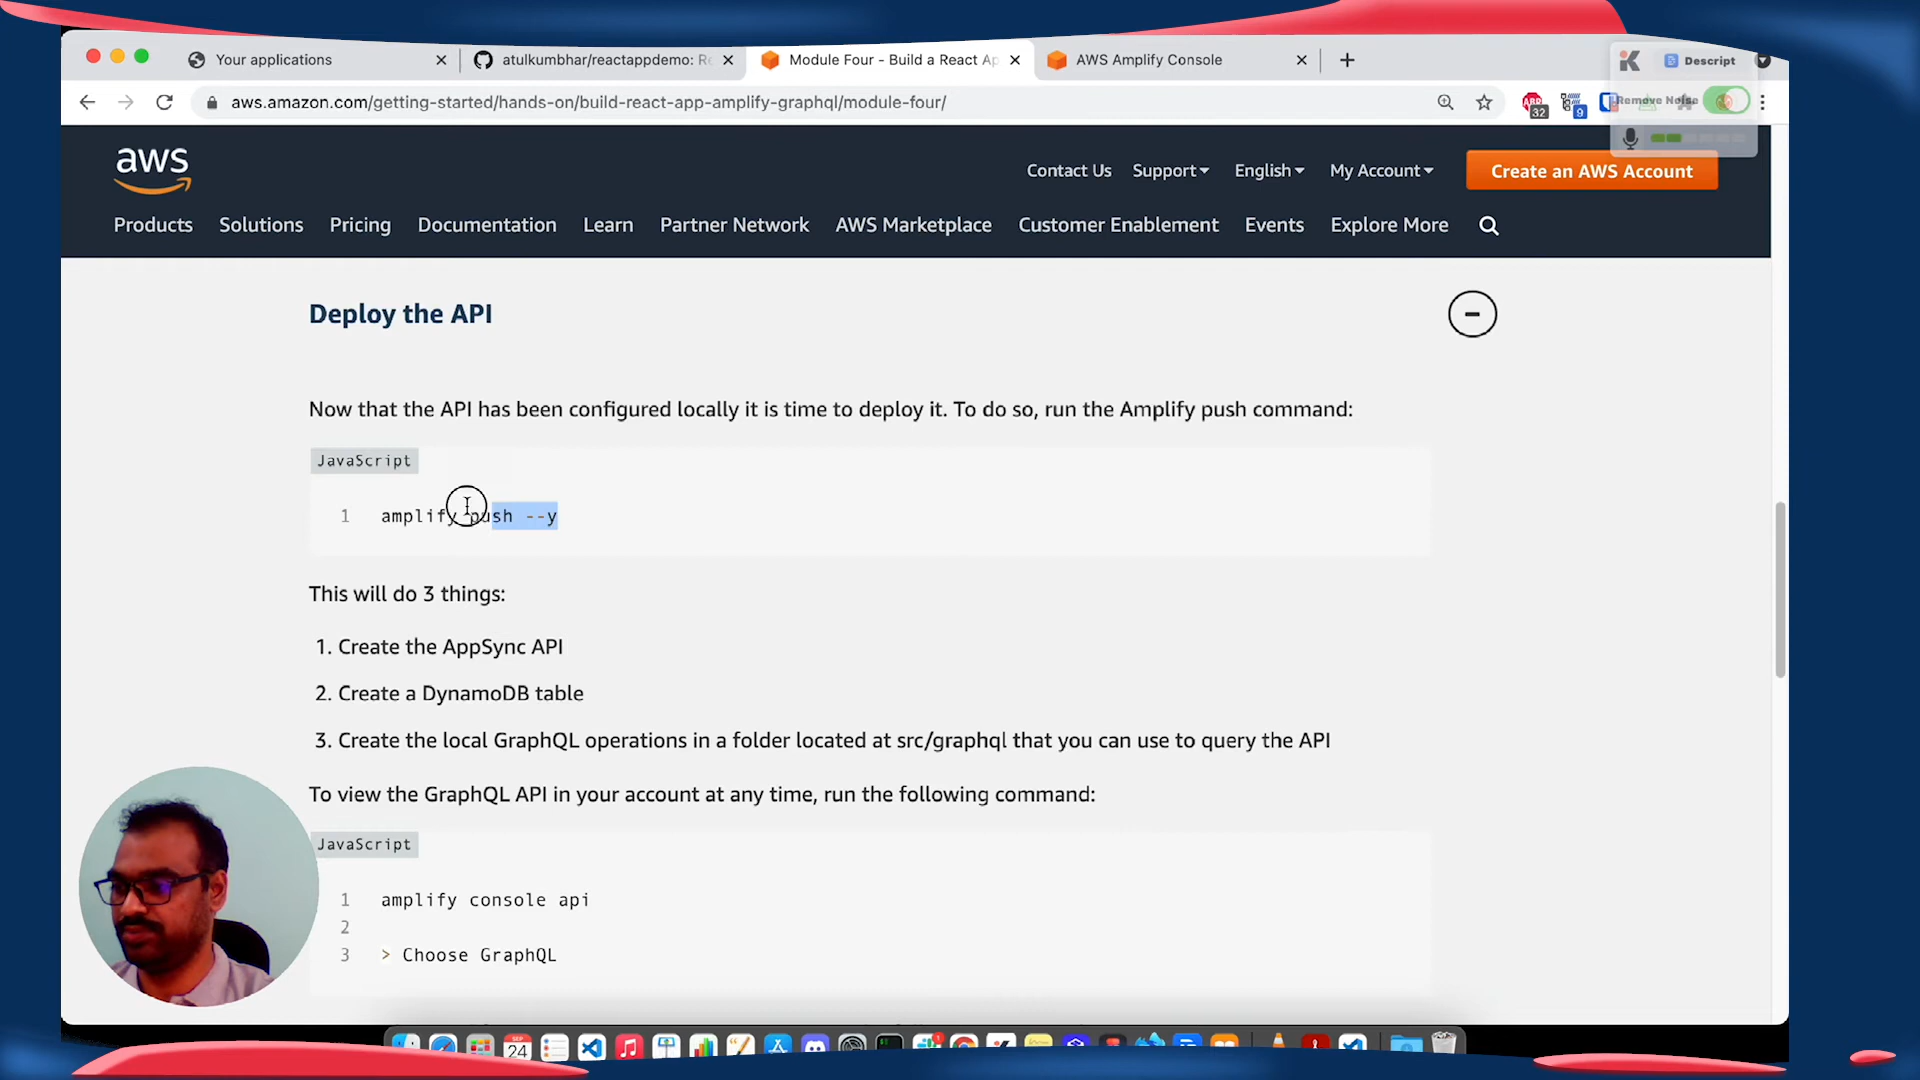 Your applications
atulkumbhar/reactappdemo: Re
Module Four - Build a React Ap
AWS Amplify Console
Descript
aws.amazon.com/getting-started/hands-on/build-react-app-amplify-graphql/module-four/
32
9
Remove Noise
aws
Contact Us
Support
English
My Account
Create an AWS Account
Products
Solutions
Pricing
Documentation
Learn
Partner Network
AWS Marketplace
Customer Enablement
Events
Explore More
Deploy the API
Now that the API has been configured locally it is time to deploy it. To do so, run the Amplify push command:
JavaScript
1 amplify push --y
This will do 3 things:
1. Create the AppSync API
2. Create a DynamoDB table
3. Create the local GraphQL operations in a folder located at src/graphql that you can use to query the API
To view the GraphQL API in your account at any time, run the following command:
JavaScript
1 amplify console api
2
3 > Choose GraphQL
SEP
24